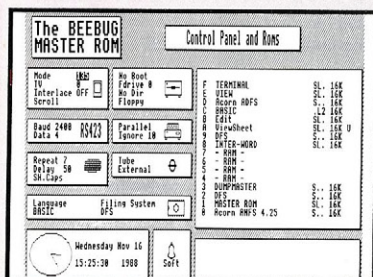 The BEEBUG
MASTER ROM
Control Panel and Roms
Mode
TV 0
Interlace OFF
Scroll
No Boot
Fdrive 0
No Dir
Floppy
Baud 2400
Data 4
RS423
Parallel
Ignore 10
Repeat 7
Delay 50
SH.Caps
Tube
External
Language
BASIC
Filing System
DFS
Wednesday Nov 16
15:25:30 1988
Soft
F TERMINAL SL. 16K
E VIEW SL. 16K
D Acorn ADFS S.. 16K
C BASIC .L2 16K
B Edit SL. 16K
A ViewSheet SL. 16K U
9 DFS S.. 16K
8 INTER-WORD SL. 16K
7 - RAM -
6 - RAM -
5 - RAM -
4 - RAM -
3 DUMPMASTER S.. 16K
2 DFS S.. 16K
1 MASTER ROM SL. 16K
0 Acorn ANFS 4.25 S.. 16K